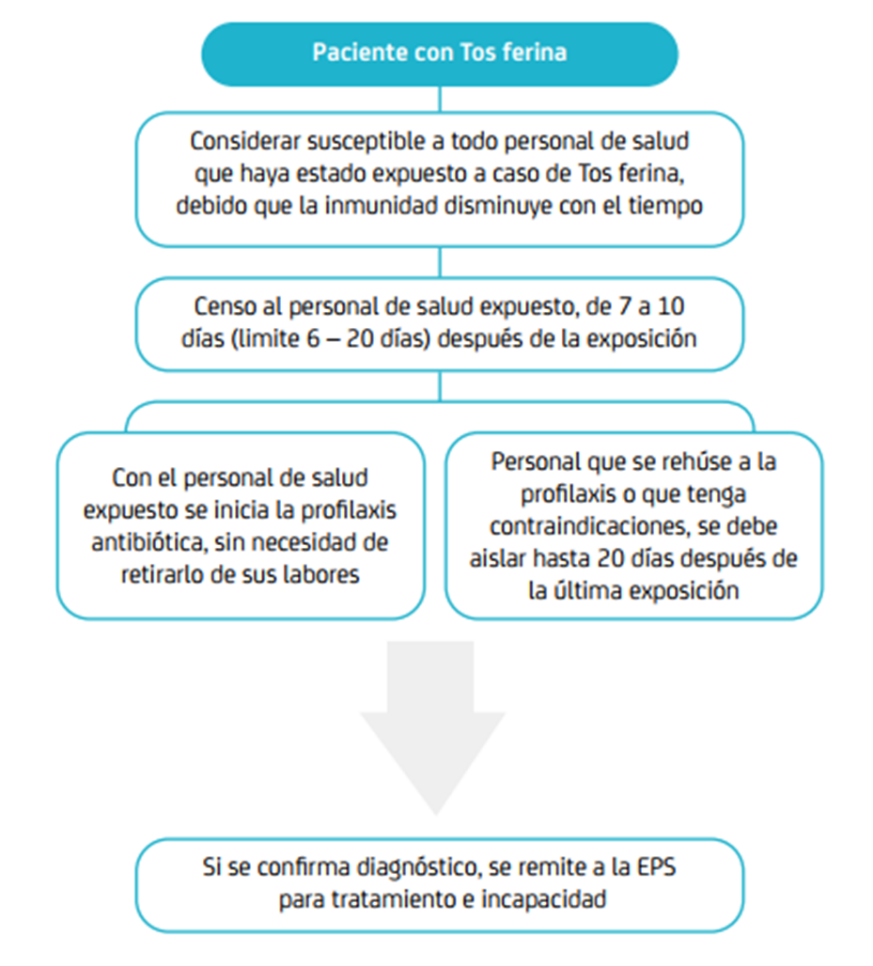 Paciente con Tos ferina
Considerar susceptible a todo personal de salud
que haya estado expuesto a caso de Tos ferina,
debido que la inmunidad disminuye con el tiempo
Censo al personal de salud expuesto, de 7 a 10
días (limite 6 – 20 días) después de la exposición
Con el personal de salud
expuesto se inicia la profilaxis
antibiótica, sin necesidad de
retirarlo de sus labores
Personal que se rehúse a la
profilaxis o que tenga
contraindicaciones, se debe
aislar hasta 20 días después de
la última exposición
Si se confirma diagnóstico, se remite a la EPS
para tratamiento e incapacidad